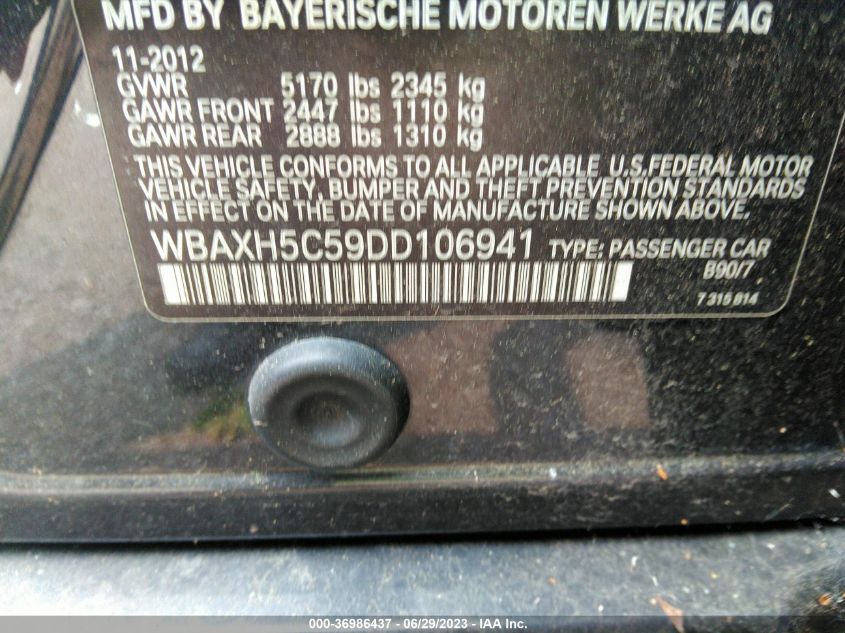 MFD BY BAYERISCHE MOTOREN WERKE AG
11-2012
GVWR 5170 lbs 2345 kg
GAWR FRONT 2447 lbs 1110 kg
GAWR REAR 2888 lbs 1310 kg
THIS VEHICLE CONFORMS TO ALL APPLICABLE U.S.FEDERAL MOTOR
VEHICLE SAFETY, BUMPER AND THEFT PREVENTION STANDARDS
IN EFFECT ON THE DATE OF MANUFACTURE SHOWN ABOVE.
WBAXH5C59DD106941 TYPE: PASSENGER CAR
B90/7
7 315 814
000-36986437 - 06/29/2023 - IAA Inc.